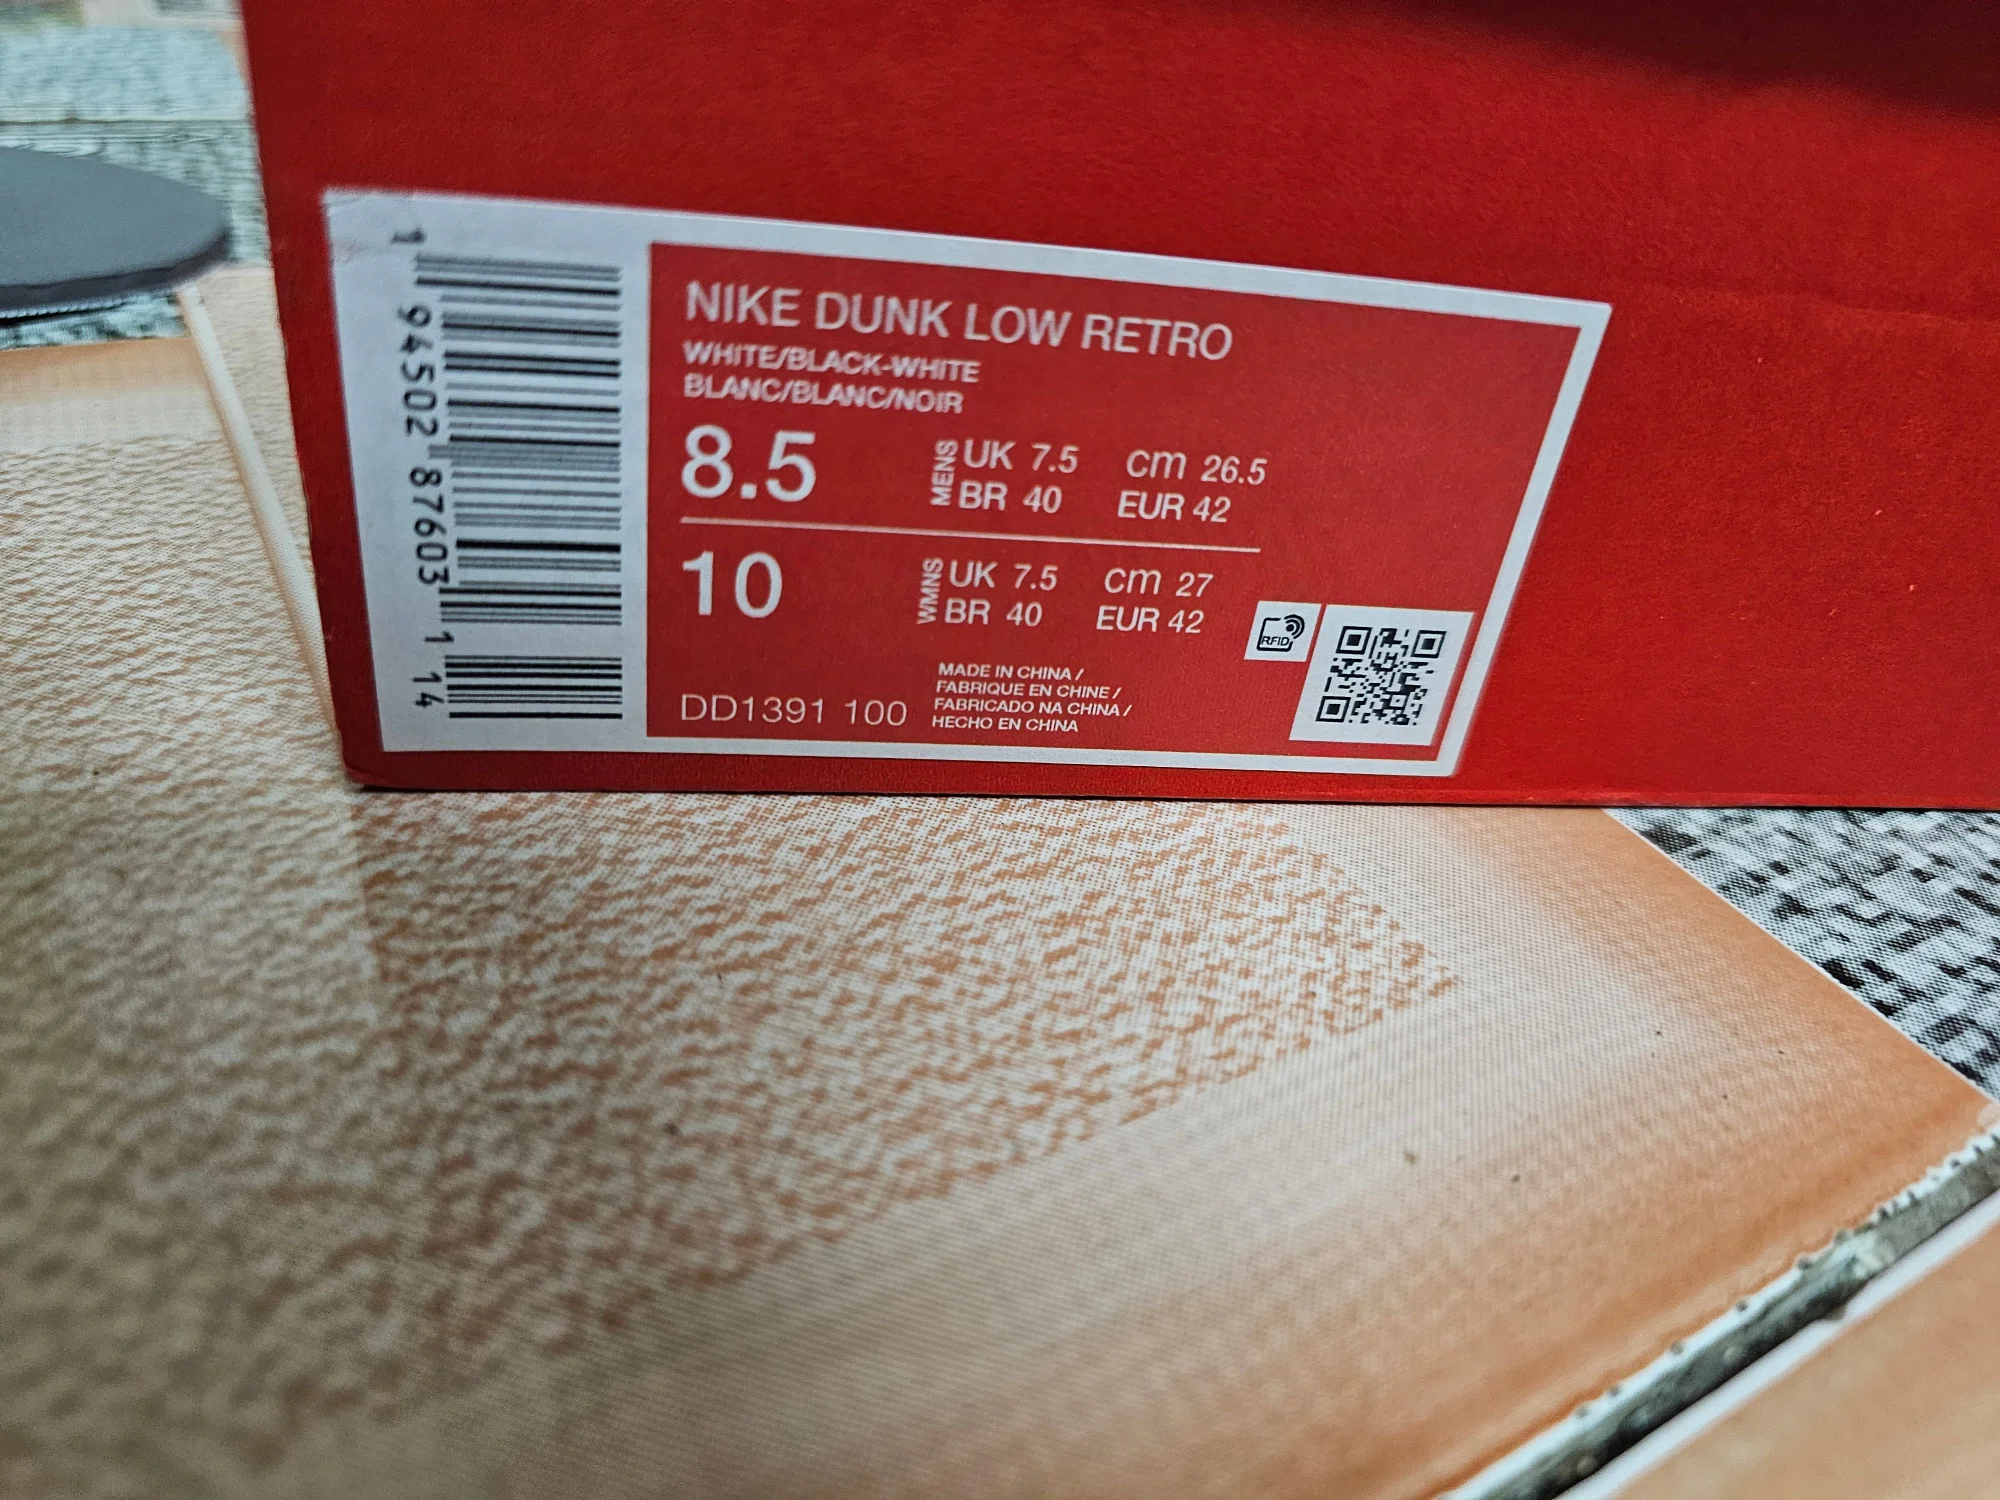 NIKE DUNK LOW RETRO
WHITE/BLACK-WHITE
BLANC/BLANC/NOIR
8.5 MENS UK 7.5 cm 26.5
BR 40 EUR 42
10 WMNS UK 7.5 cm 27
BR 40 EUR 42
RFID
DD1391 100
MADE IN CHINA /
FABRIQUE EN CHINE /
FABRICADO NA CHINA /
HECHO EN CHINA
1 94502 87603 1 14